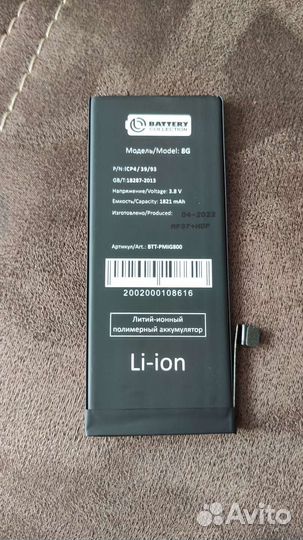 BATTERY
COLLECTION
Модель/Model: 8G
P/N: ICP4/39/93
GB/T:18287-2013
Напряжение/Voltage: 3.8 V
Емкость/Capacity: 1821 mAh
Изготовлено/Produced: 04-2023
Артикул/Art.: BTT-PMIG800
2002000108616
Литий-ионный
полимерный аккумулятор
Li-ion
Avito